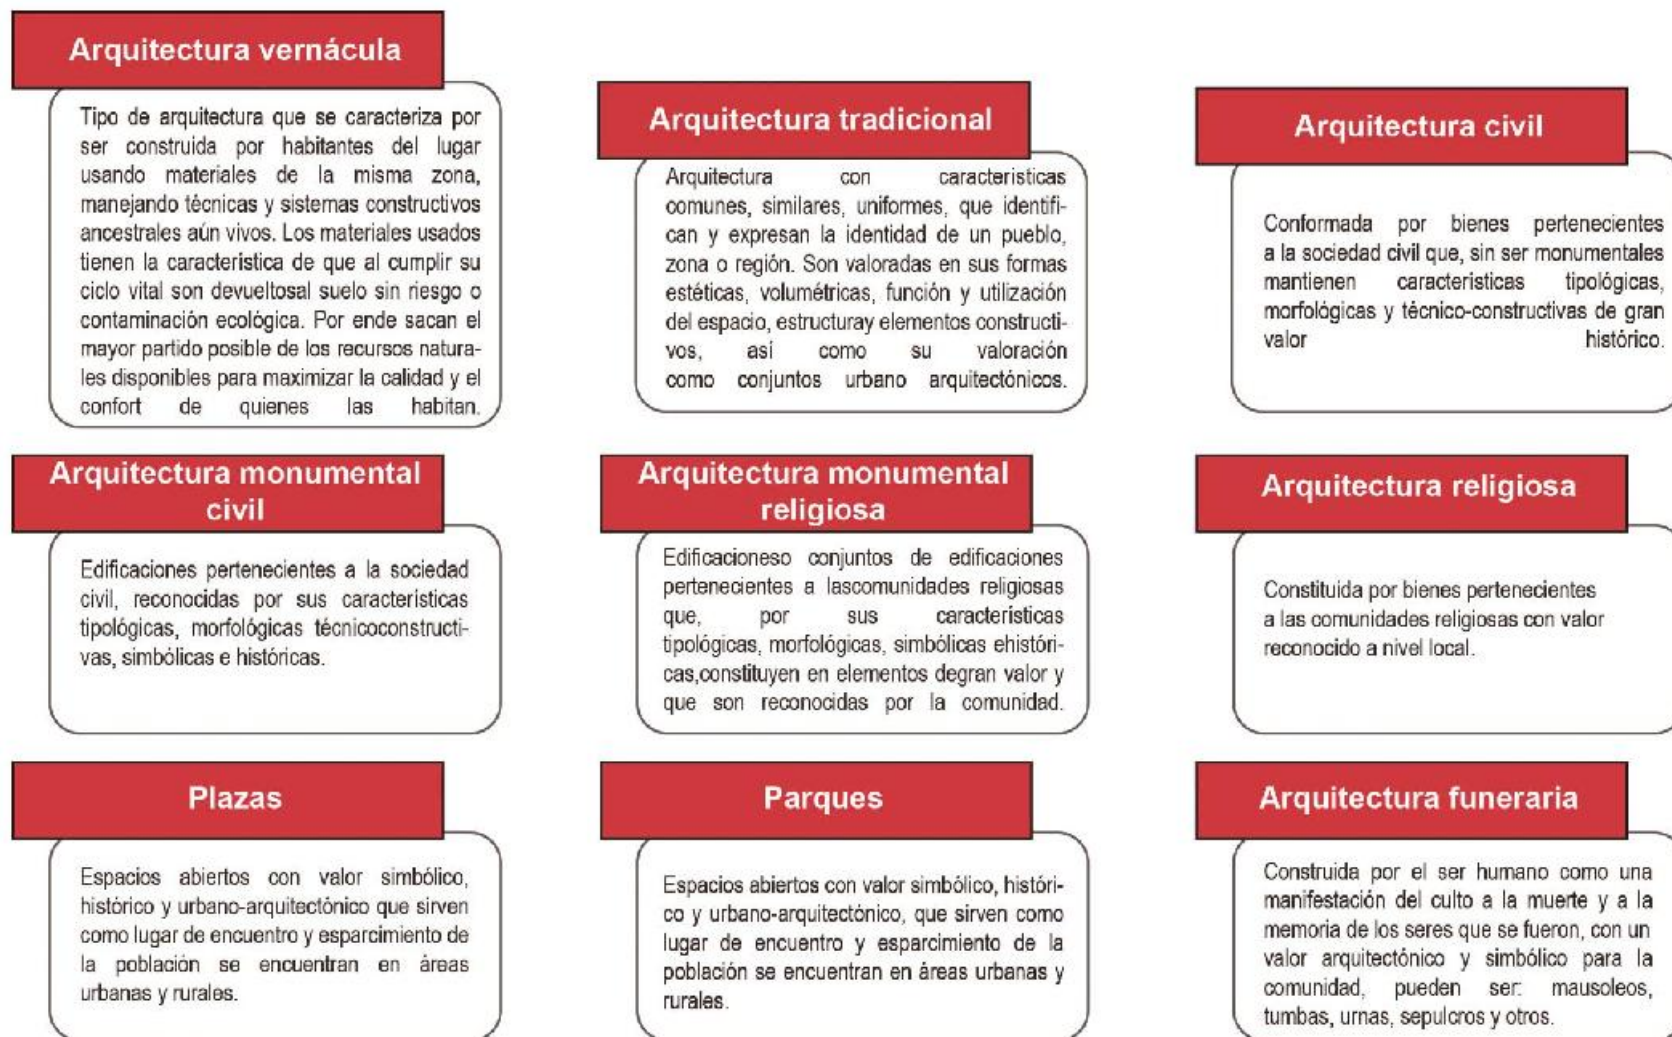 Arquitectura vernácula
Tipo de arquitectura que se caracteriza por
ser construida por habitantes del lugar
usando materiales de la misma zona,
manejando técnicas y sistemas constructivos
ancestrales aún vivos. Los materiales usados
tienen la característica de que al cumplir su
ciclo vital son devueltosal suelo sin riesgo o
contaminación ecológica. Por ende sacan el
mayor partido posible de los recursos natura-
les disponibles para maximizar la calidad y el
confort de quienes las habitan.
Arquitectura tradicional
Arquitectura con características
comunes, similares, uniformes, que identifi-
can y expresan la identidad de un pueblo,
zona o región. Son valoradas en sus formas
estéticas, volumétricas, función y utilización
del espacio, estructuray elementos constructi-
vos, así como su valoración
como conjuntos urbano arquitectónicos.
Arquitectura civil
Conformada por bienes pertenecientes
a la sociedad civil que, sin ser monumentales
mantienen características tipológicas,
morfológicas y técnico-constructivas de gran
valor histórico.
Arquitectura monumental
civil
Edificaciones pertenecientes a la sociedad
civil, reconocidas por sus características
tipológicas, morfológicas técnicoconstructi-
vas, simbólicas e históricas.
Arquitectura monumental
religiosa
Edificacioneso conjuntos de edificaciones
pertenecientes a lascomunidades religiosas
que, por sus características
tipológicas, morfológicas, simbólicas ehistóri-
cas,constituyen en elementos degran valor y
que son reconocidas por la comunidad.
Arquitectura religiosa
Constituida por bienes pertenecientes
a las comunidades religiosas con valor
reconocido a nivel local.
Plazas
Espacios abiertos con valor simbólico,
histórico y urbano-arquitectónico que sirven
como lugar de encuentro y esparcimiento de
la población se encuentran en áreas
urbanas y rurales.
Parques
Espacios abiertos con valor simbólico, históri-
co y urbano-arquitectónico, que sirven como
lugar de encuentro y esparcimiento de la
población se encuentran en áreas urbanas y
rurales.
Arquitectura funeraria
Construida por el ser humano como una
manifestación del culto a la muerte y a la
memoria de los seres que se fueron, con un
valor arquitectónico y simbólico para la
comunidad, pueden ser: mausoleos,
tumbas, urnas, sepulcros y otros.